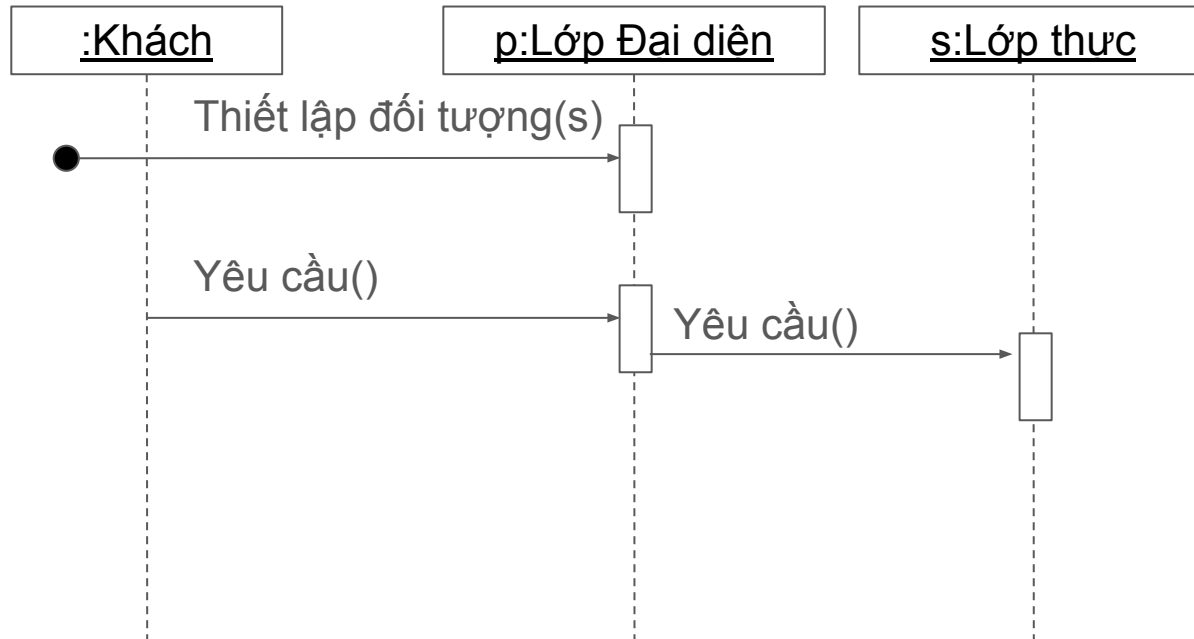 :Khách
p:Lớp Đại diện
s:Lớp thực
Thiết lập đối tượng(s)
Yêu cầu()
Yêu cầu()